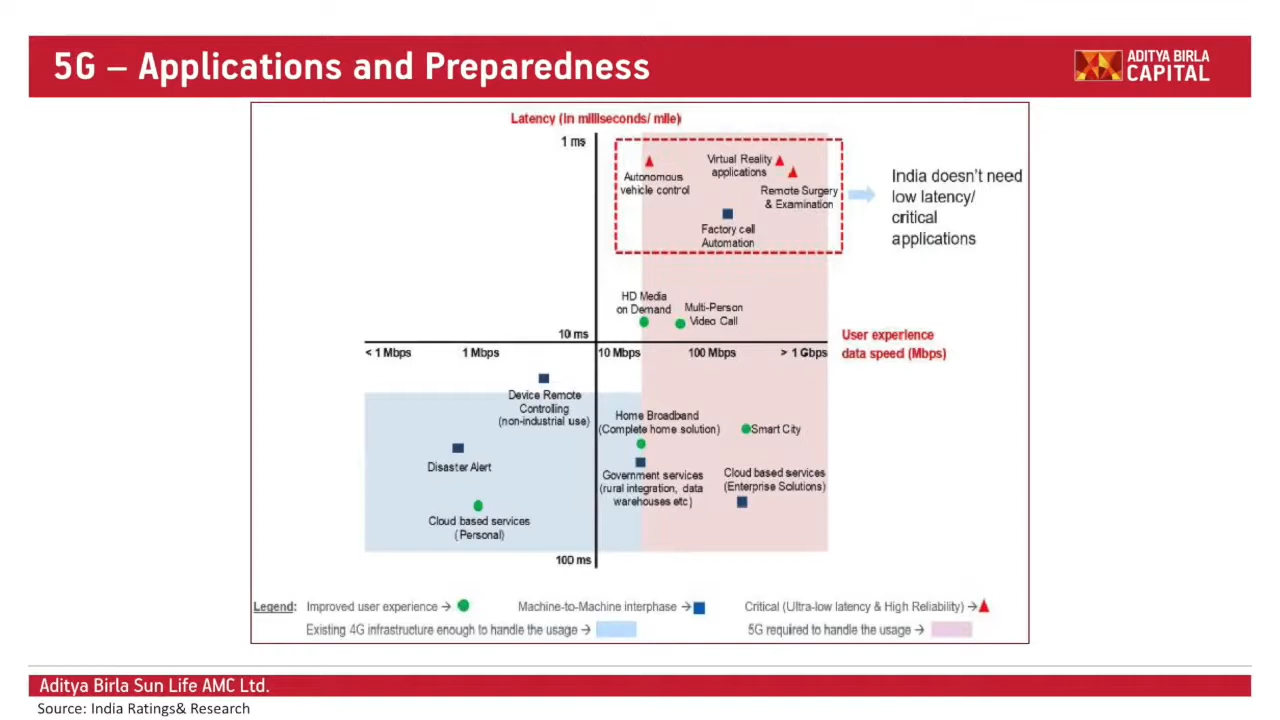 5G – Applications and Preparedness
ADITYA BIRLA
CAPITAL
Latency (In milliseconds/ mile)
1 ms
Autonomous
vehicle control
Virtual Reality
applications
Remote Surgery
& Examination
Factory cell
Automation
India doesn't need
low latency/
critical
applications
HD Media
on Demand
Multi-Person
Video Call
10 ms
User experience
data speed (Mbps)
< 1 Mbps
1 Mbps
10 Mbps
100 Mbps
> 1 Gbps
Device Remote
Controlling
(non-industrial use)
Home Broadband
(Complete home solution)
Smart City
Disaster Alert
Government services
(rural integration, data
warehouses etc)
Cloud based services
(Enterprise Solutions)
Cloud based services
(Personal)
100 ms
Legend: Improved user experience → Machine-to-Machine interphase → Critical (Ultra-low latency & High Reliability) →
Existing 4G infrastructure enough to handle the usage → 5G required to handle the usage →
Aditya Birla Sun Life AMC Ltd.
Source: India Ratings& Research